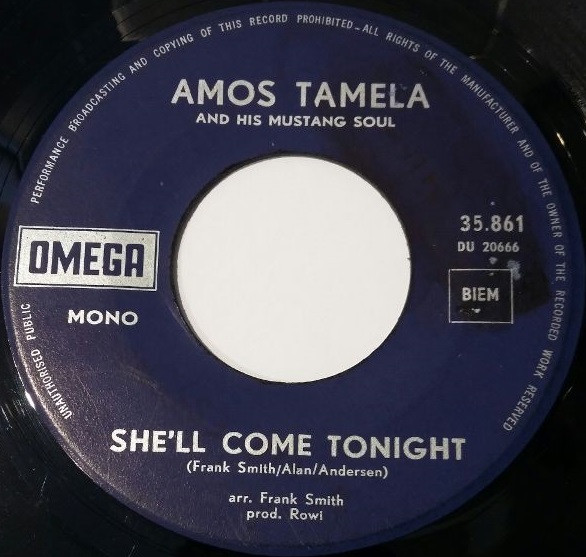 UNAUTHORISED PUBLIC PERFORMANCE BROADCASTING AND COPYING OF THIS RECORD PROHIBITED-ALL RIGHTS OF THE MANUFACTURER AND OF THE OWNER OF THE RECORDED WORK RESERVED
AMOS TAMELA
AND HIS MUSTANG SOUL
35.861
DU 20666
OMEGA
BIEM
MONO
SHE'LL COME TONIGHT
(Frank Smith/Alan/Andersen)
arr. Frank Smith
prod. Rowi